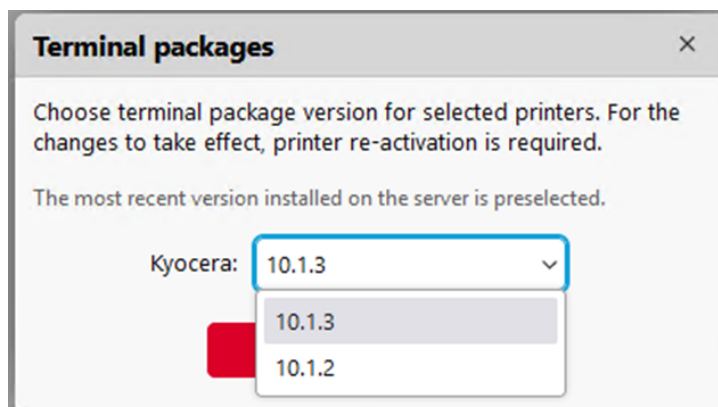 Terminal packages
Choose terminal package version for selected printers. For the
changes to take effect, printer re-activation is required.
The most recent version installed on the server is preselected.
Kyocera: 10.1.3
10.1.3
10.1.2